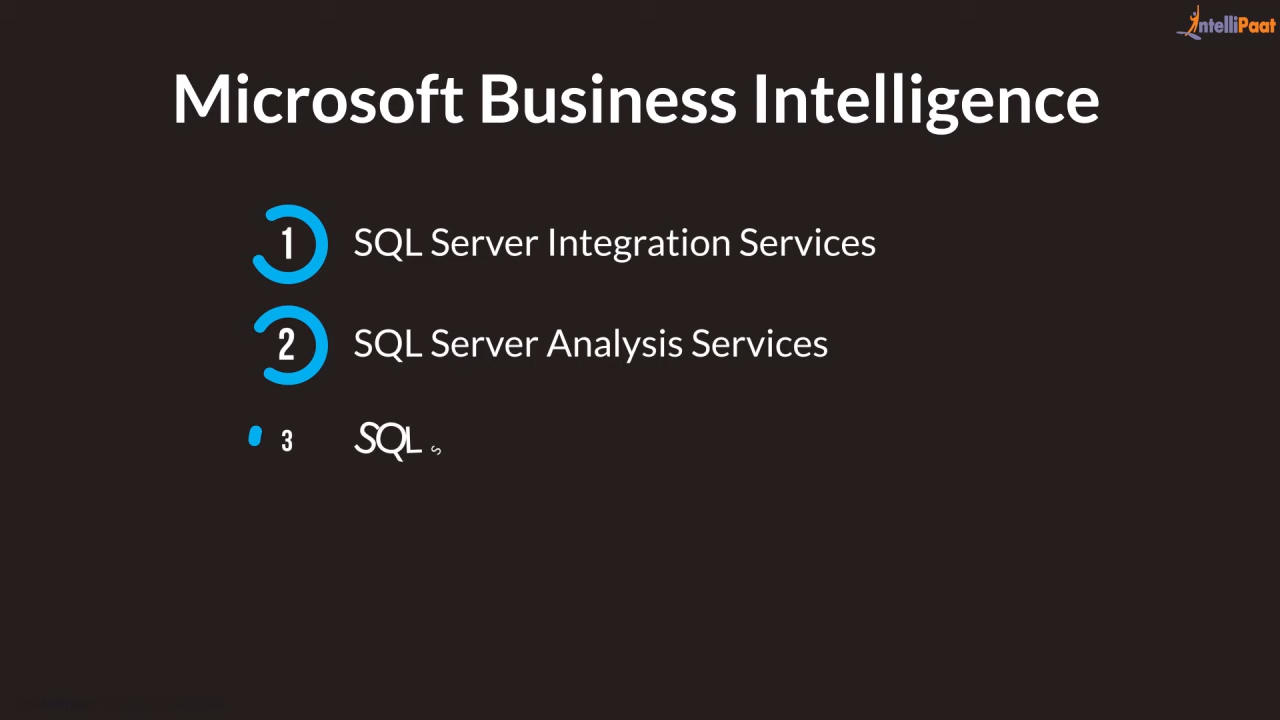 IntelliPaat
Microsoft Business Intelligence
1 SQL Server Integration Services
2 SQL Server Analysis Services
3 SQL s